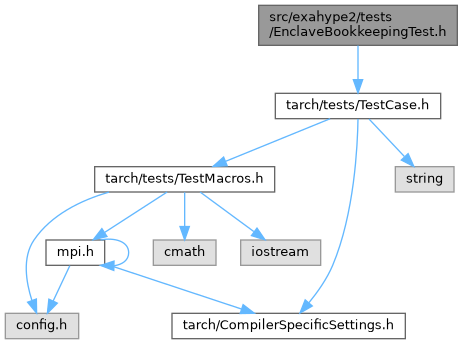 src/exahype2/tests
/EnclaveBookkeepingTest.h
tarch/tests/TestCase.h
tarch/tests/TestMacros.h
string
mpi.h
cmath
iostream
config.h
tarch/CompilerSpecificSettings.h